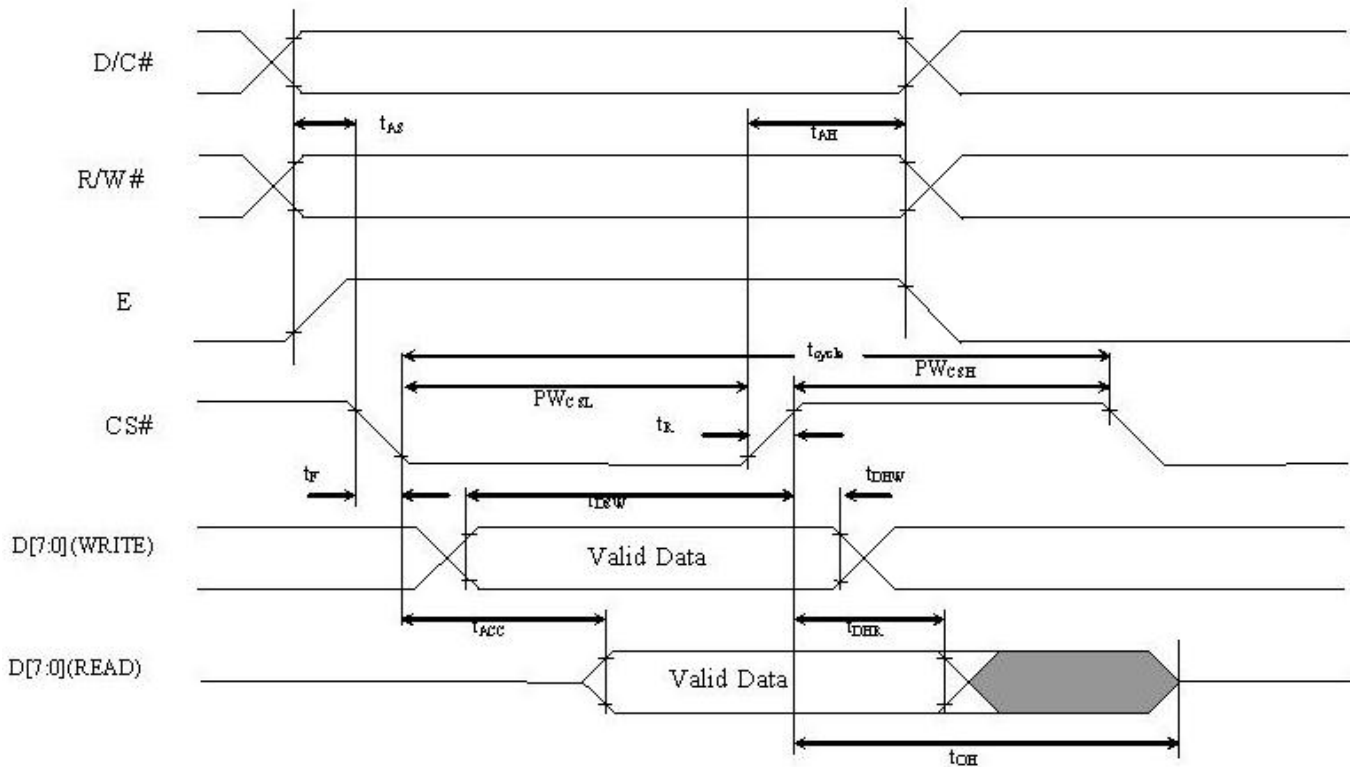 D/C#
tAS
tAH
R/W#
E
tcycle
PWCSH
PWCSL
CS#
tR
tF
tDHW
tDSW
D[7:0](WRITE)
Valid Data
tACC
tDHR
D[7:0](READ)
Valid Data
tOH